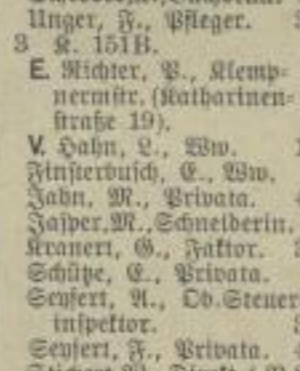 Unger, F., Pfleger.
3 K. 151B.
E. Richter, P., Klemp-
nermstr. (Katharinen-
straße 19).
V. Hahn, L., Ww.
Finsterbusch, E., Ww.
Jahn, M., Privata.
Jasper, M., Schneiderin.
Kranert, G., Faktor.
Schütze, E., Privata.
Seyfert, A., Ob. Steuer
inspektor.
Seyfert, F., Privata.